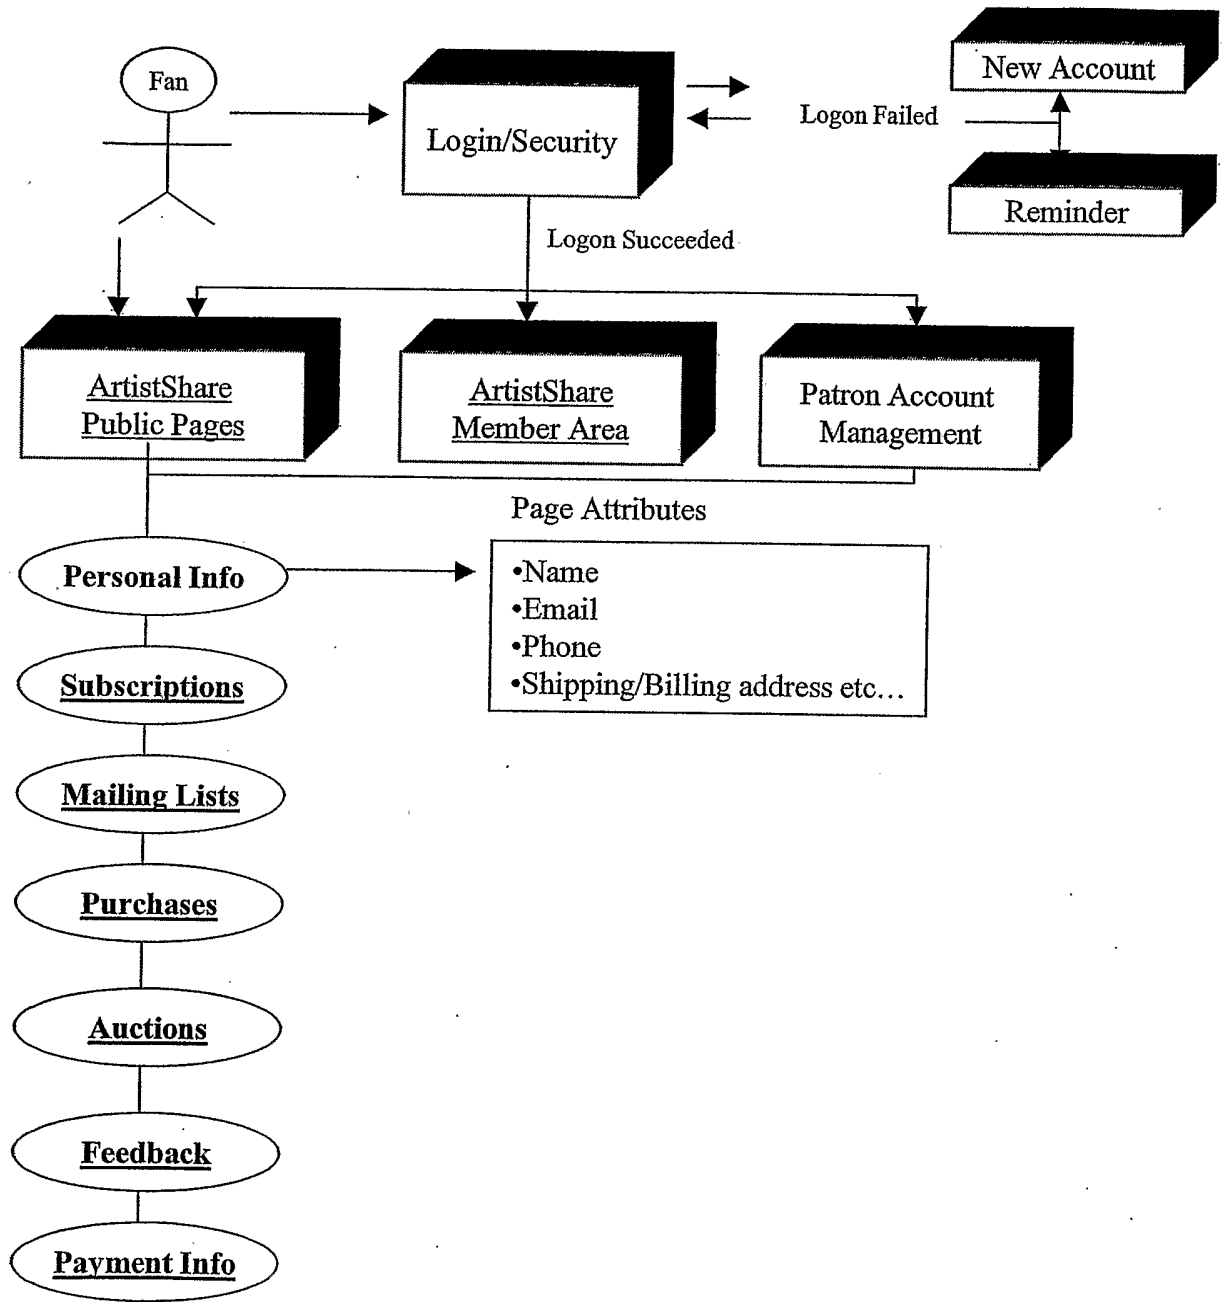 Fan
New Account
Login/Security
Logon Failed
Reminder
Logon Succeeded
ArtistShare
Public Pages
ArtistShare
Member Area
Patron Account
Management
Page Attributes
Personal Info
•Name
•Email
•Phone
•Shipping/Billing address etc…
Subscriptions
Mailing Lists
Purchases
Auctions
Feedback
Payment Info